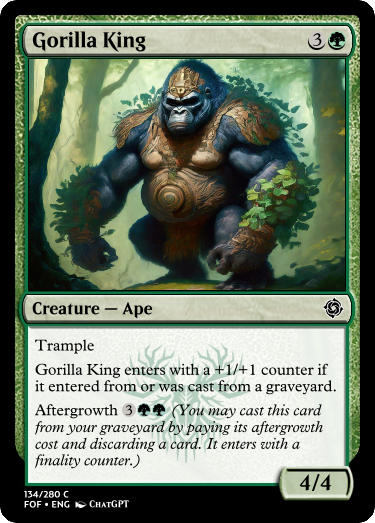 Gorilla King 3
Creature — Ape
Trample
Gorilla King enters with a +1/+1 counter if
it entered from or was cast from a graveyard.
Aftergrowth 3 (You may cast this card
from your graveyard by paying its aftergrowth
cost and discarding a card. It enters with a
finality counter.)
4/4
134/280 C
FOF • ENG ChatGPT